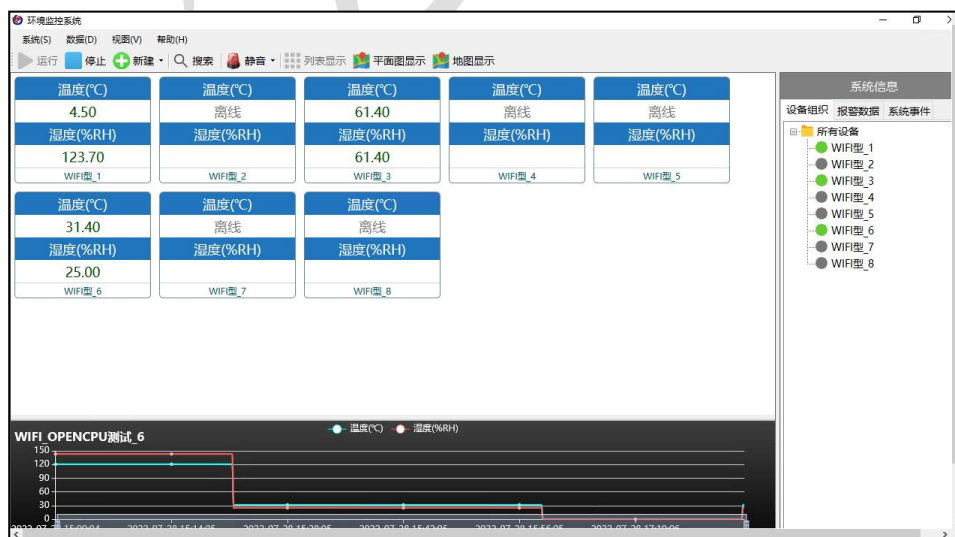 环境监控系统
系统(S) 数据(D) 视图(V) 帮助(H)
运行 停止 新建 搜索 静音 列表显示 平面图显示 地图显示
温度(℃) 温度(℃) 温度(℃) 温度(℃) 温度(℃)
4.50 离线 61.40 离线 离线
湿度(%RH) 湿度(%RH) 湿度(%RH) 湿度(%RH) 湿度(%RH)
123.70 61.40
WIFI型_1 WIFI型_2 WIFI型_3 WIFI型_4 WIFI型_5
温度(℃) 温度(℃) 温度(℃)
31.40 离线 离线
湿度(%RH) 湿度(%RH) 湿度(%RH)
25.00
WIFI型_6 WIFI型_7 WIFI型_8
系统信息
设备组织 报警数据 系统事件
所有设备
WIFI型_1
WIFI型_2
WIFI型_3
WIFI型_4
WIFI型_5
WIFI型_6
WIFI型_7
WIFI型_8
WIFI_OPENCPU测试_6
温度(℃) 湿度(%RH)
150
120
90
60
30
0